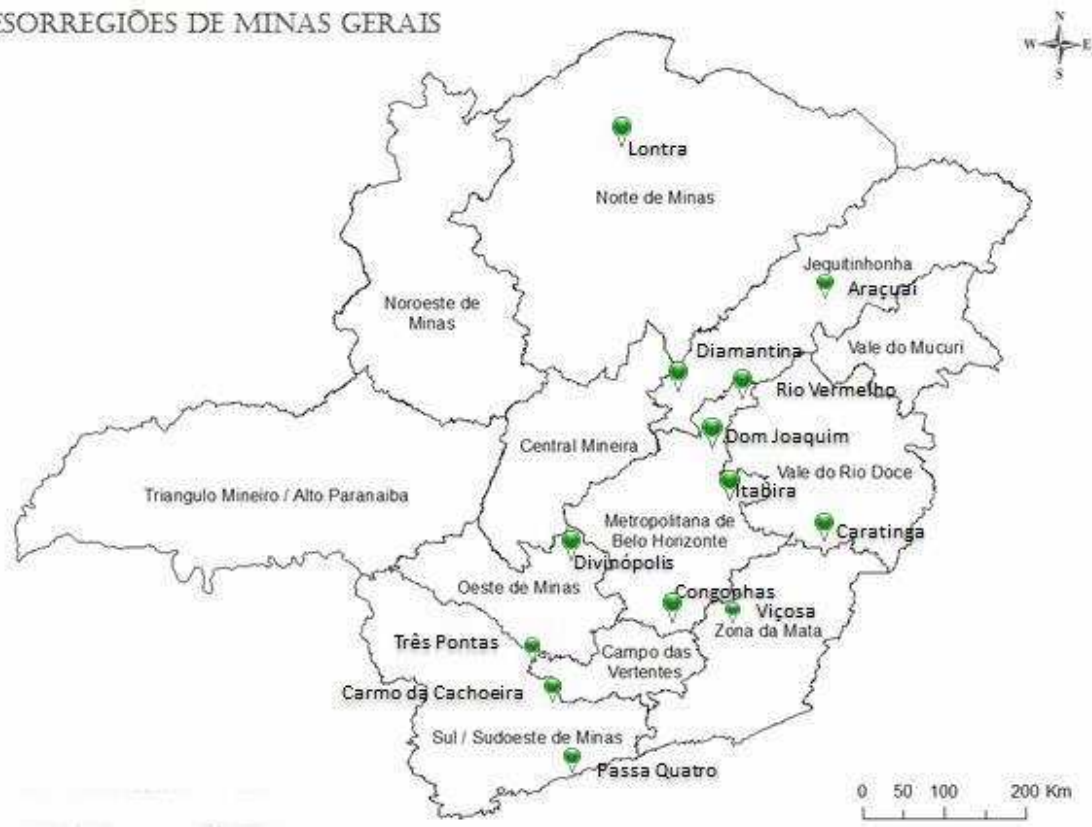 ESORREGIÕES DE MINAS GERAIS
N
W E
S
Lontra
Norte de Minas
Jequitinhonha
Araçuaí
Noroeste de
Minas
Diamantina
Vale do Mucuri
Rio Vermelho
Dom Joaquim
Central Mineira
Vale do Rio Doce
Triangulo Mineiro / Alto Paranaiba
Itabira
Metropolitana de
Belo Horizonte
Caratinga
Divinópolis
Oeste de Minas
Congonhas
Viçosa
Zona da Mata
Três Pontas
Campo das
Vertentes
Carmo da Cachoeira
Sul / Sudoeste de Minas
Passa Quatro
0 50 100 200 Km